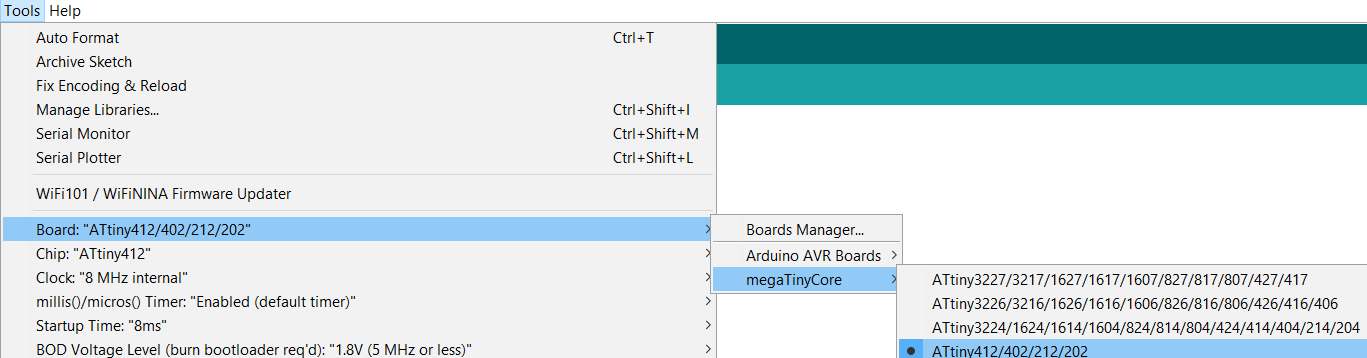 Tools Help
Auto Format Ctrl+T
Archive Sketch
Fix Encoding & Reload
Manage Libraries... Ctrl+Shift+I
Serial Monitor Ctrl+Shift+M
Serial Plotter Ctrl+Shift+L
WiFi101 / WiFiNINA Firmware Updater
Board: "ATtiny412/402/212/202"
Chip: "ATtiny412"
Clock: "8 MHz internal"
millis()/micros() Timer: "Enabled (default timer)"
Startup Time: "8ms"
BOD Voltage Level (burn bootloader req'd): "1.8V (5 MHz or less)"
Boards Manager...
Arduino AVR Boards
megaTinyCore
ATtiny3227/3217/1627/1617/1607/827/817/807/427/417
ATtiny3226/3216/1626/1616/1606/826/816/806/426/416/406
ATtiny3224/1624/1614/1604/824/814/804/424/414/404/214/204
ATtiny412/402/212/202